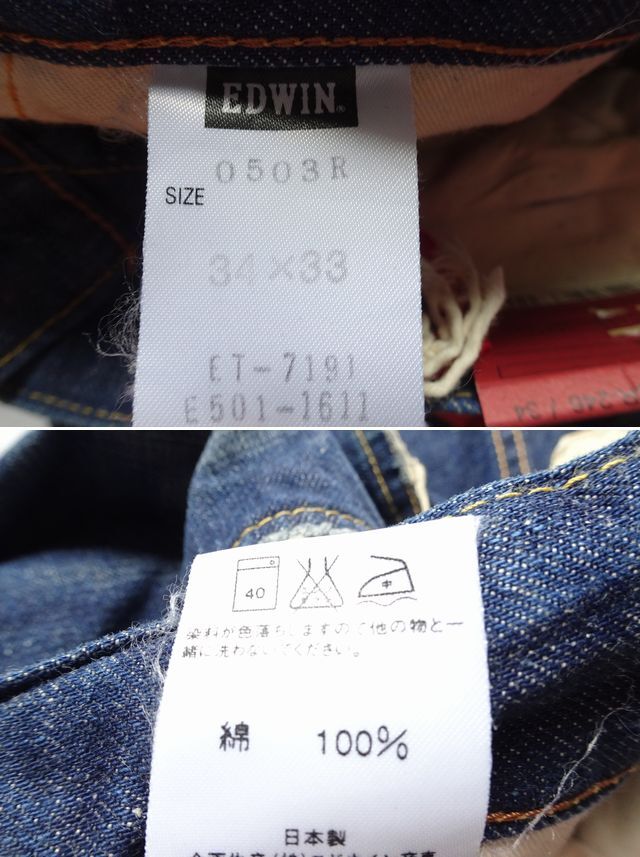 EDWIN®
0503R
SIZE
34×33
ET-7191
E501-1611
/ 34
40
中
染料が色落ちしますので他の物と一
緒に洗わないでください。
綿 100%
日本製